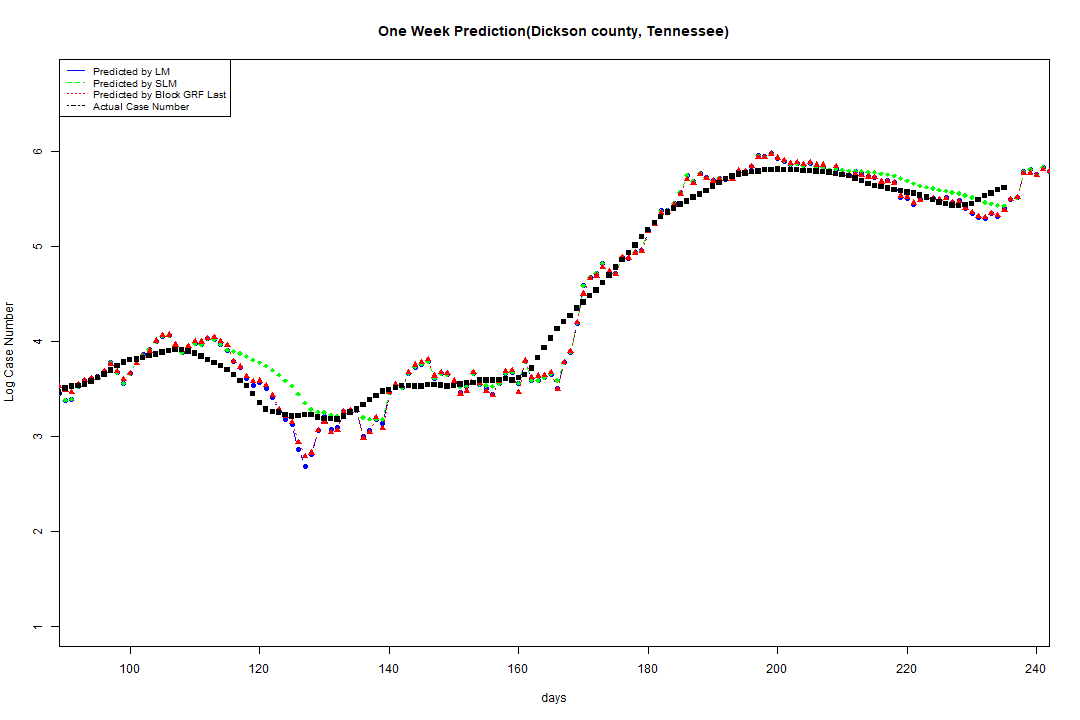 One Week Prediction(Dickson county, Tennessee)
Predicted by LM
Predicted by SLM
Predicted by Block GRF Last
Actual Case Number
6
5
4
3
2
1
Log Case Number
100 120 140 160 180 200 220 240
days